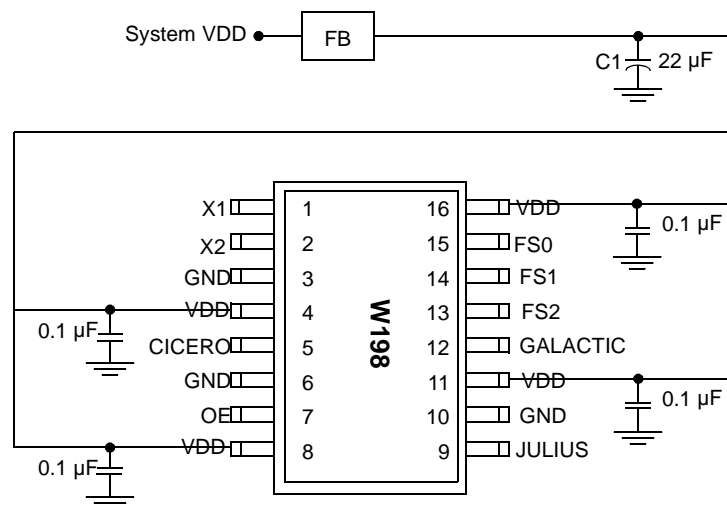 System VDD
FB
C1
22 µF
X1 1 16 VDD
0.1 µF
X2 2 15 FS0
GND 3 14 FS1
VDD 4 13 FS2
0.1 µF
CICERO 5 12 GALACTIC
GND 6 11 VDD
0.1 µF
OE 7 10 GND
VDD 8 9 JULIUS
0.1 µF
W198